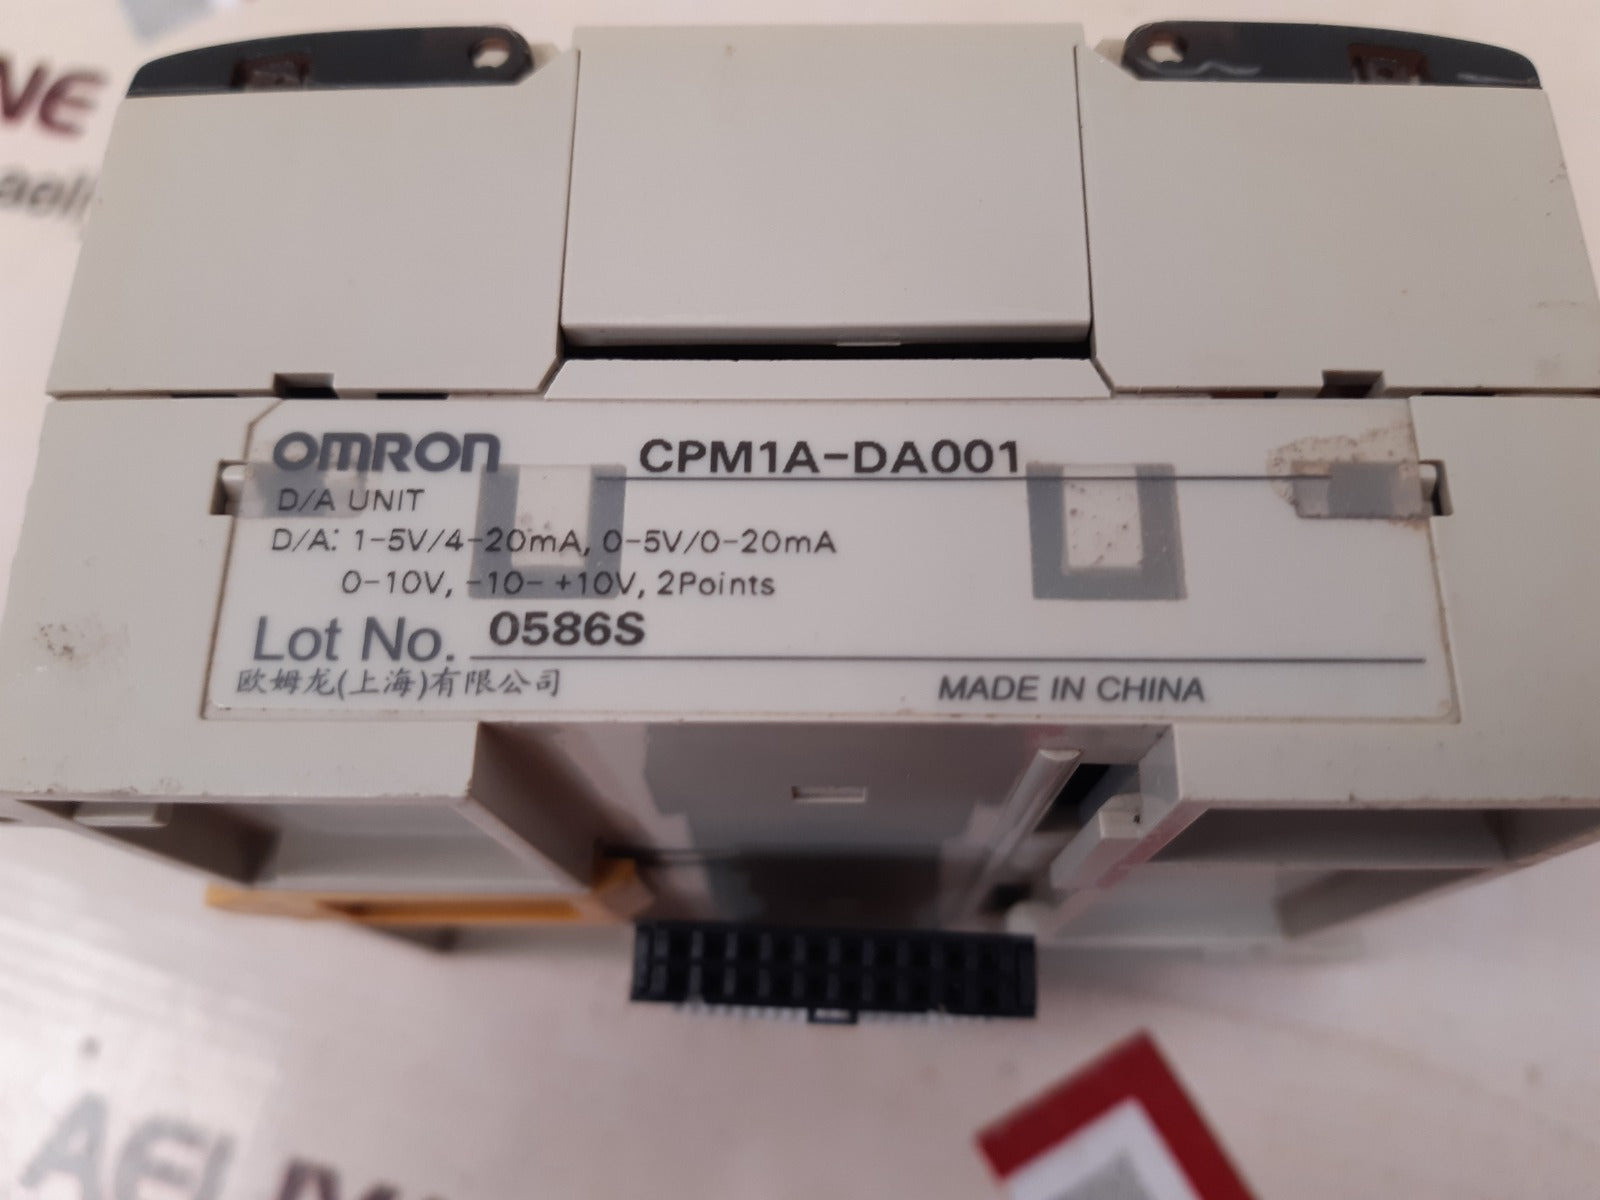 OMRON CPM1A-DA001
D/A UNIT
D/A: 1-5V/4-20mA, 0-5V/0-20mA
0-10V, -10- +10V, 2Points
Lot No. 0586S
欧姆龙(上海)有限公司 MADE IN CHINA